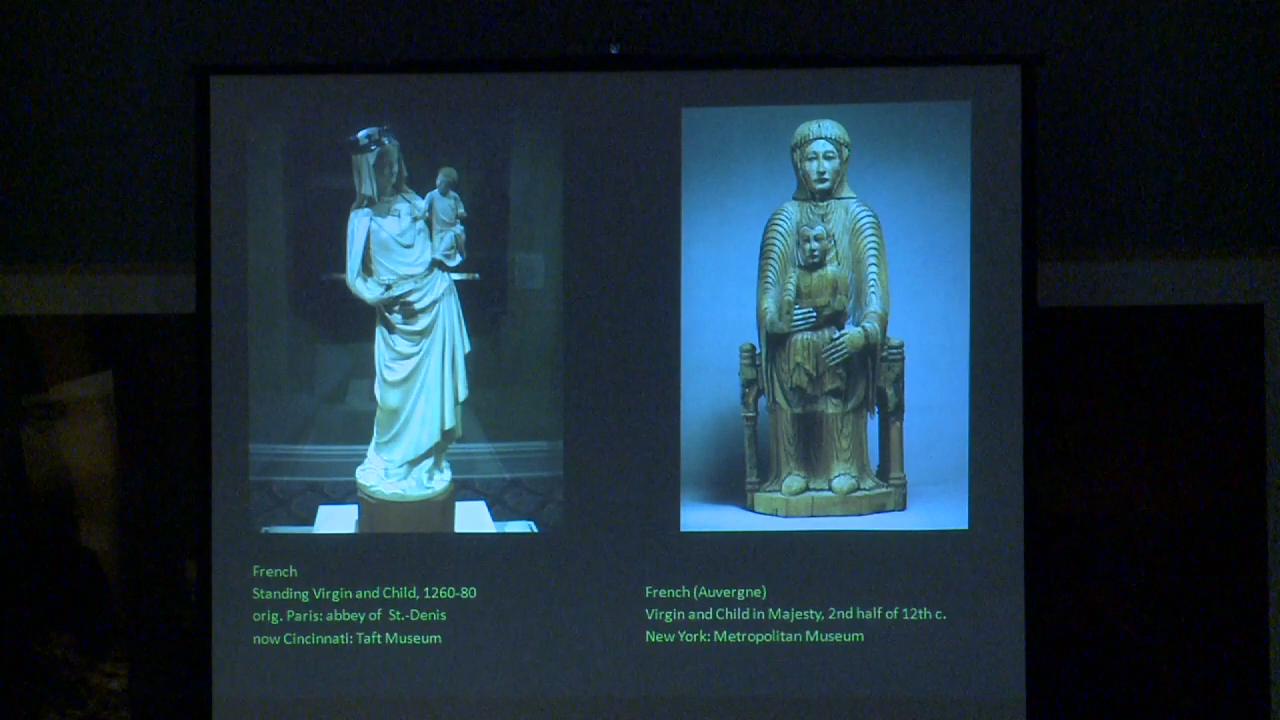 French
Standing Virgin and Child, 1260-80
orig. Paris: abbey of St.-Denis
now Cincinnati: Taft Museum
French (Auvergne)
Virgin and Child in Majesty, 2nd half of 12th c.
New York: Metropolitan Museum